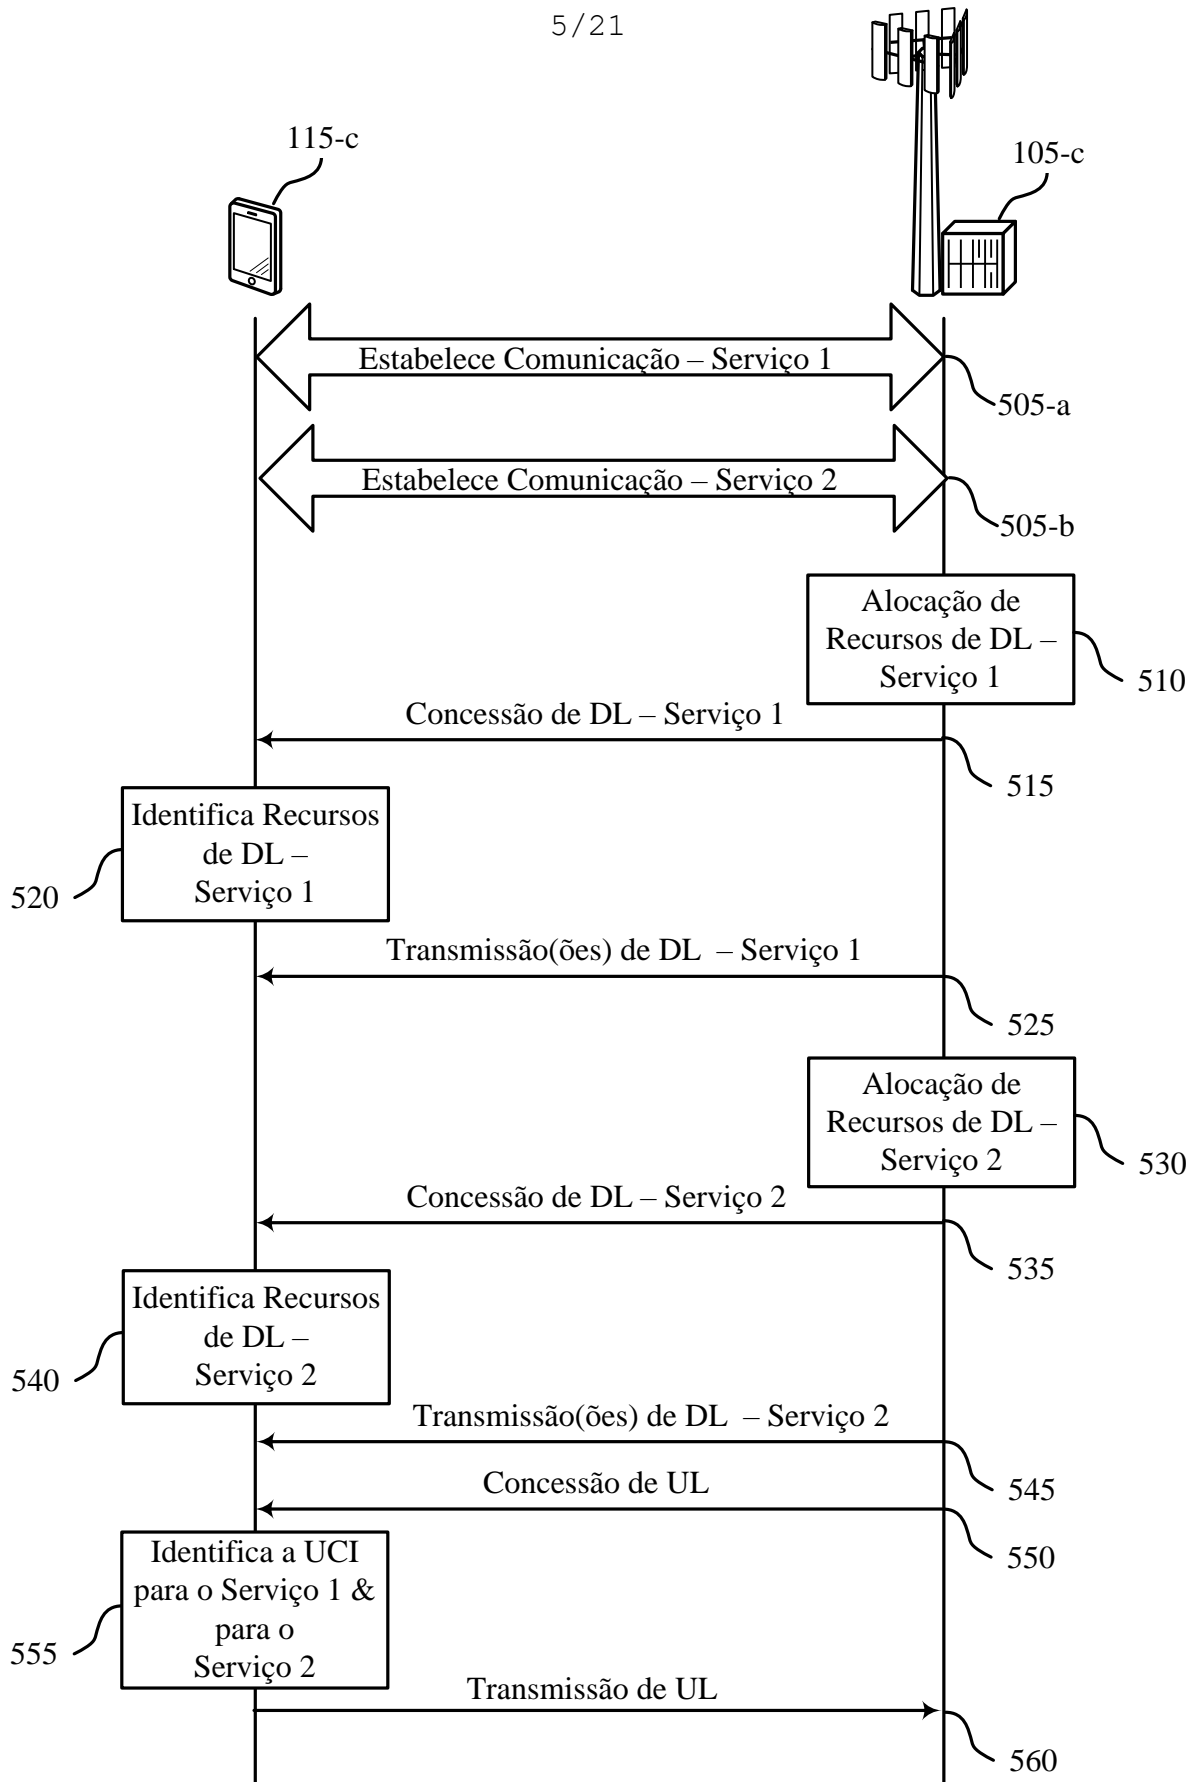 5/21
115-c
105-c
Estabelece Comunicação – Serviço 1
505-a
Estabelece Comunicação – Serviço 2
505-b
Alocação de
Recursos de DL –
Serviço 1
510
Concessão de DL – Serviço 1
515
Identifica Recursos
de DL –
Serviço 1
520
Transmissão(ões) de DL – Serviço 1
525
Alocação de
Recursos de DL –
Serviço 2
530
Concessão de DL – Serviço 2
535
Identifica Recursos
de DL –
Serviço 2
540
Transmissão(ões) de DL – Serviço 2
545
Concessão de UL
550
Identifica a UCI
para o Serviço 1 &
para o
Serviço 2
555
Transmissão de UL
560